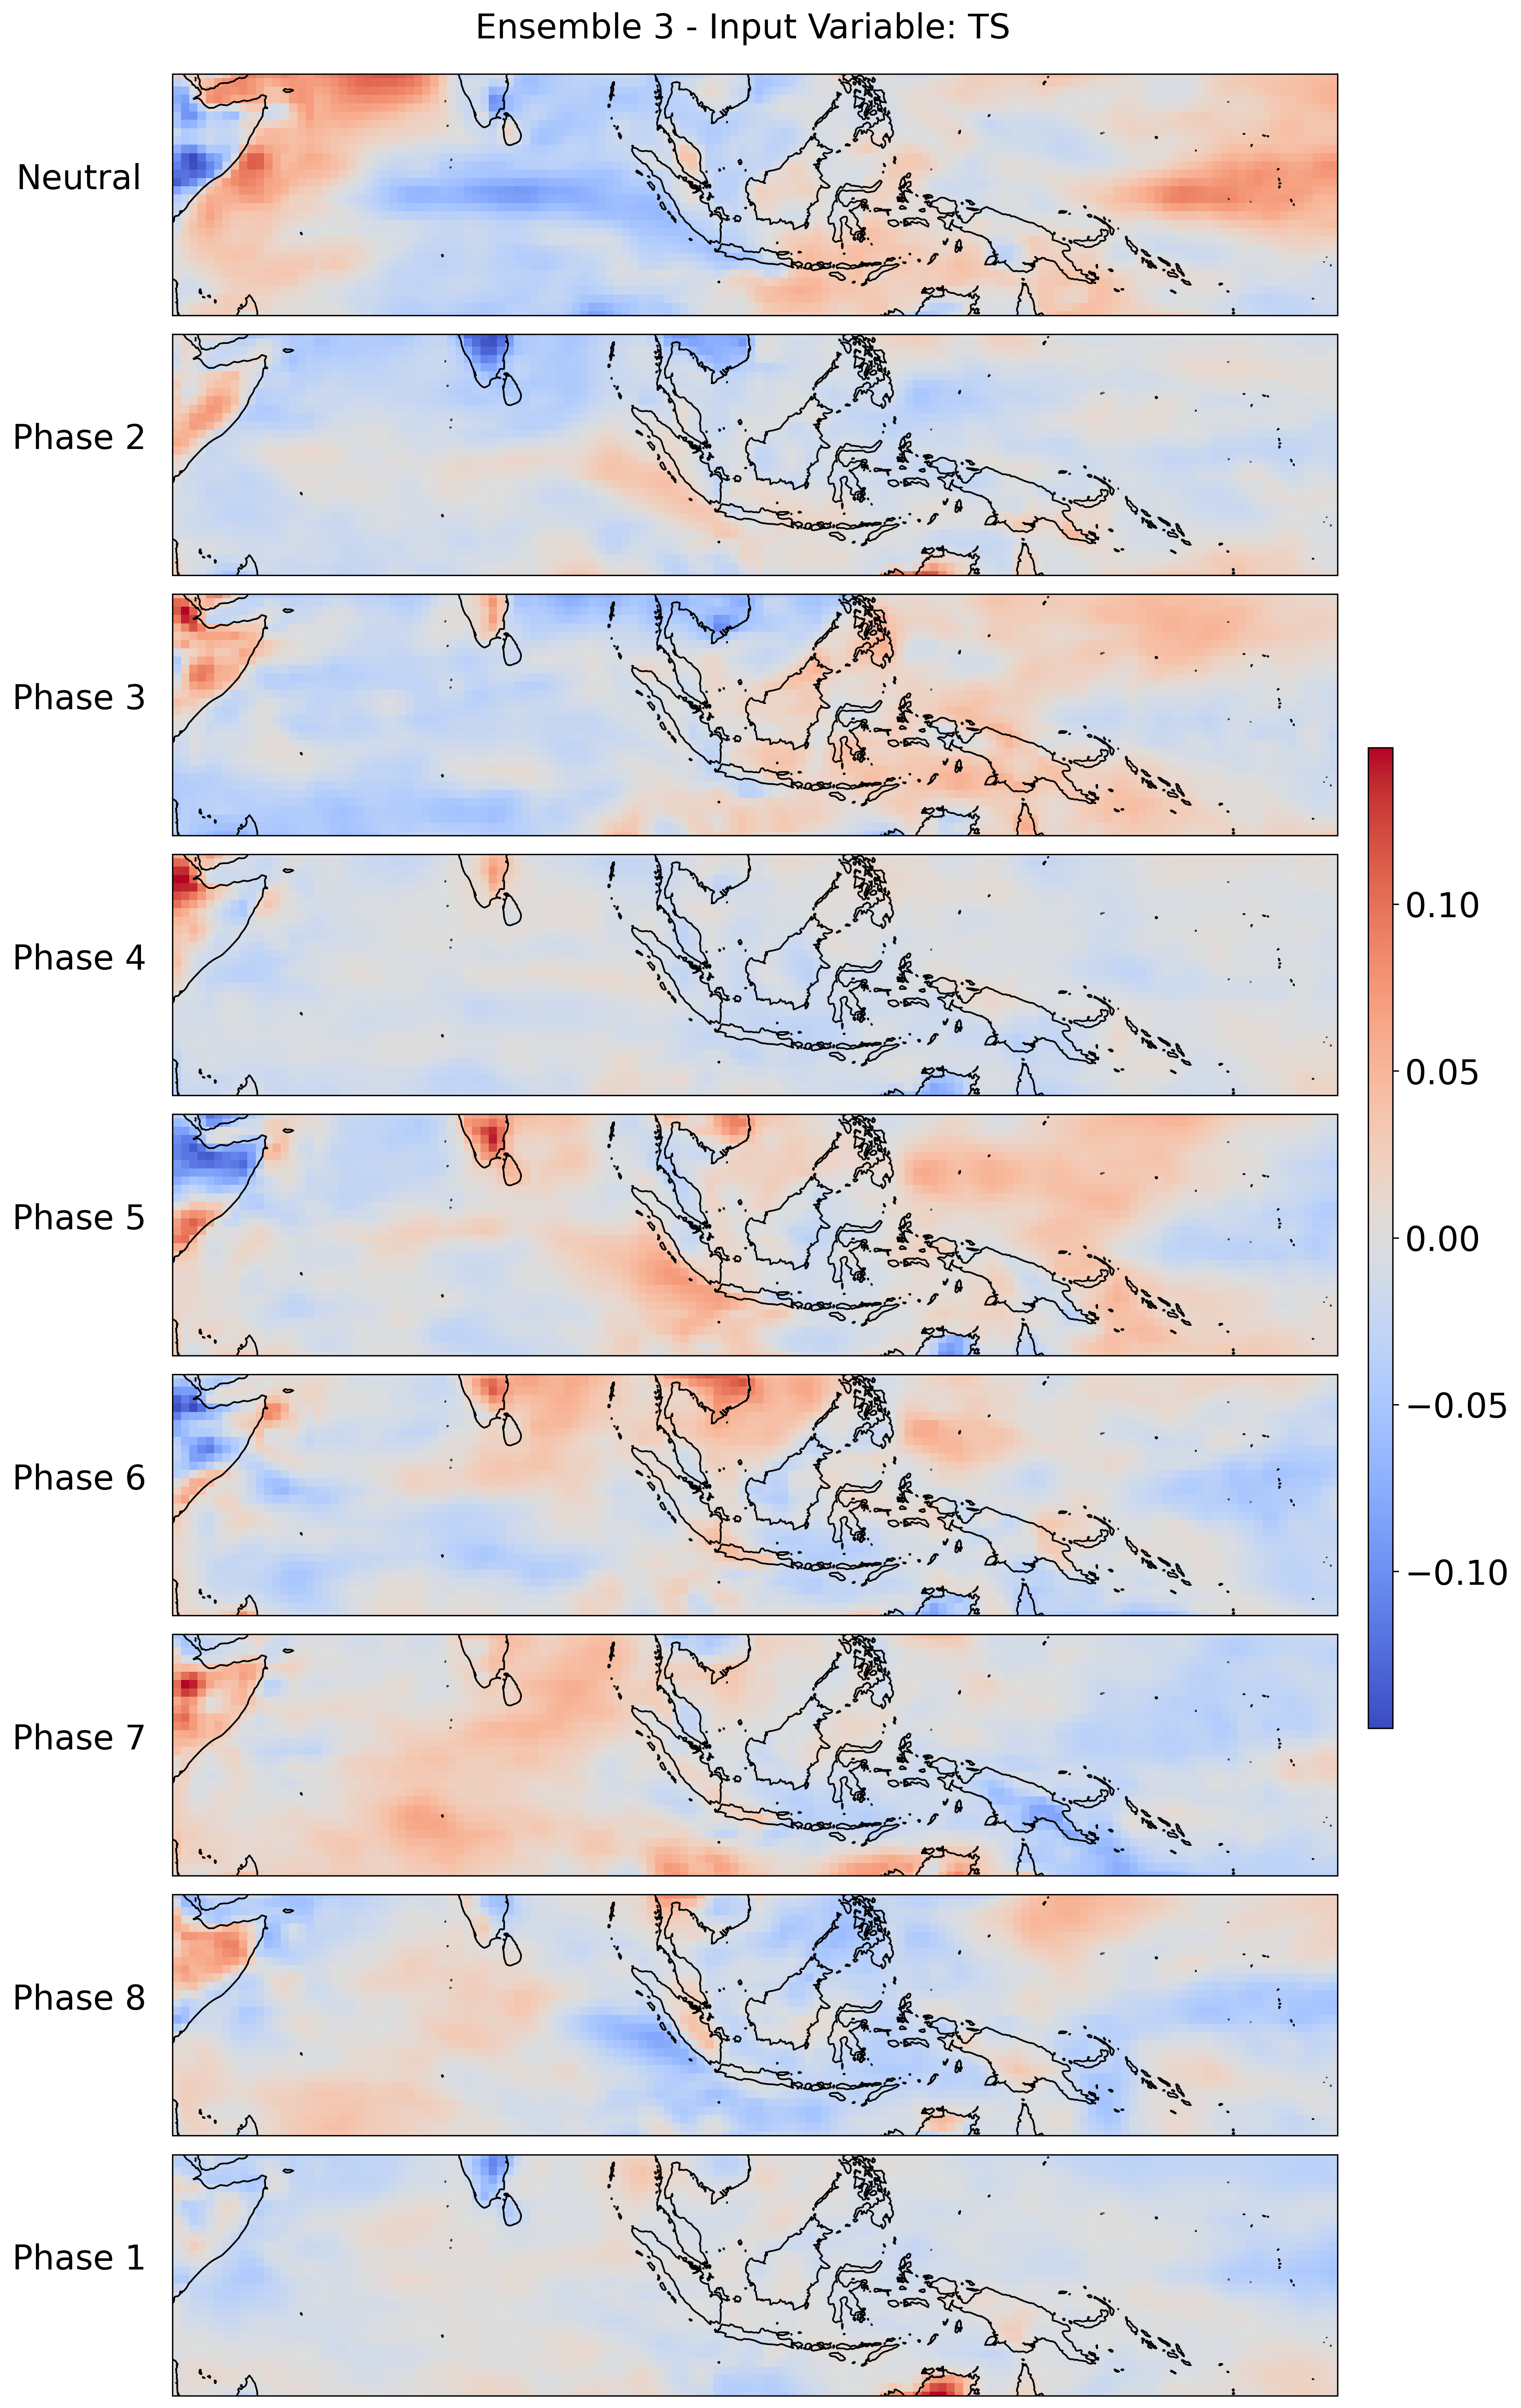 Ensemble 3 - Input Variable: TS
Neutral
Phase 2
Phase 3
Phase 4
Phase 5
Phase 6
Phase 7
Phase 8
Phase 1
0.10
0.05
0.00
−0.05
−0.10